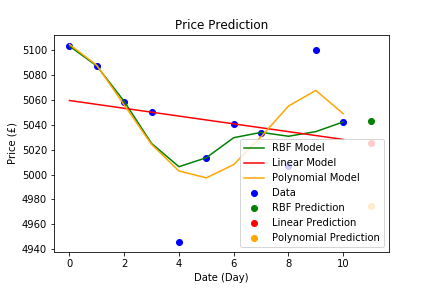 Price Prediction
5100
5080
5060
5040
5020
5000
4980
4960
4940
Price (£)
0
2
4
6
8
10
Date (Day)
RBF Model
Linear Model
Polynomial Model
Data
RBF Prediction
Linear Prediction
Polynomial Prediction